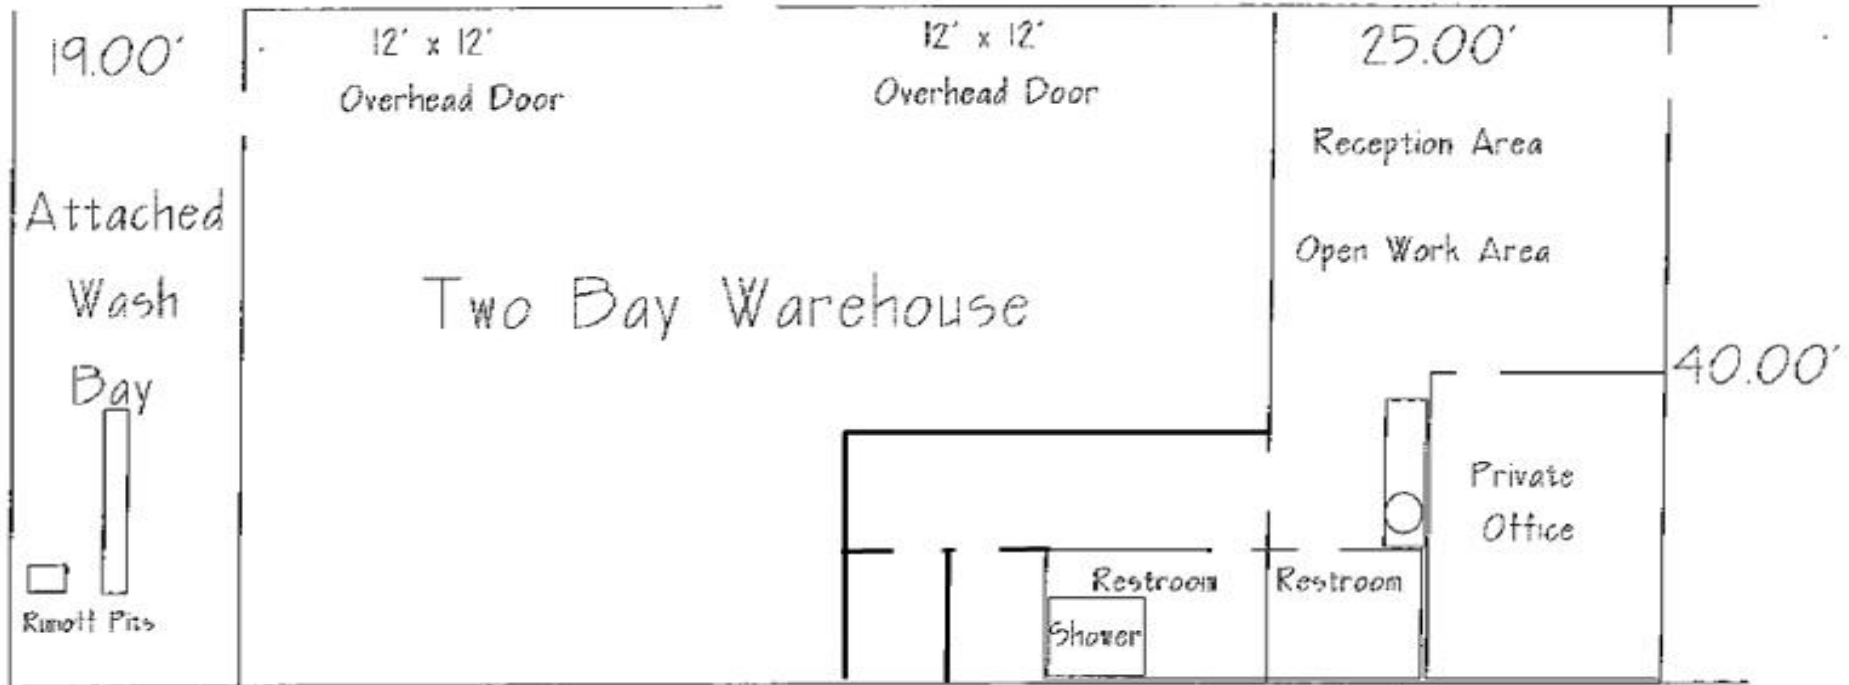 19.00'
12' x 12'
Overhead Door
12' x 12'
Overhead Door
25.00'
Reception Area
Open Work Area
Attached
Wash
Bay
Two Bay Warehouse
40.00'
Private
Office
Restroom
Restroom
Shower
Runoff Pits